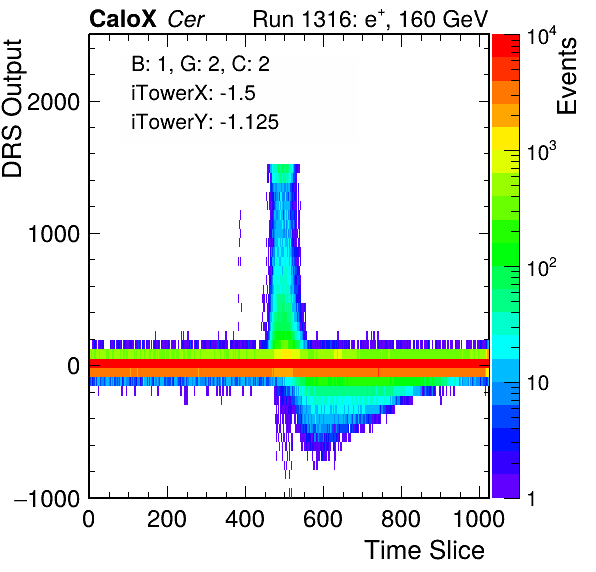 CaloX Cer Run 1316: e+, 160 GeV
B: 1, G: 2, C: 2
iTowerX: -1.5
iTowerY: -1.125
DRS Output
2000
1000
0
−1000
0 200 400 600 800 1000
Time Slice
Events
10^4
10^3
10^2
10
1